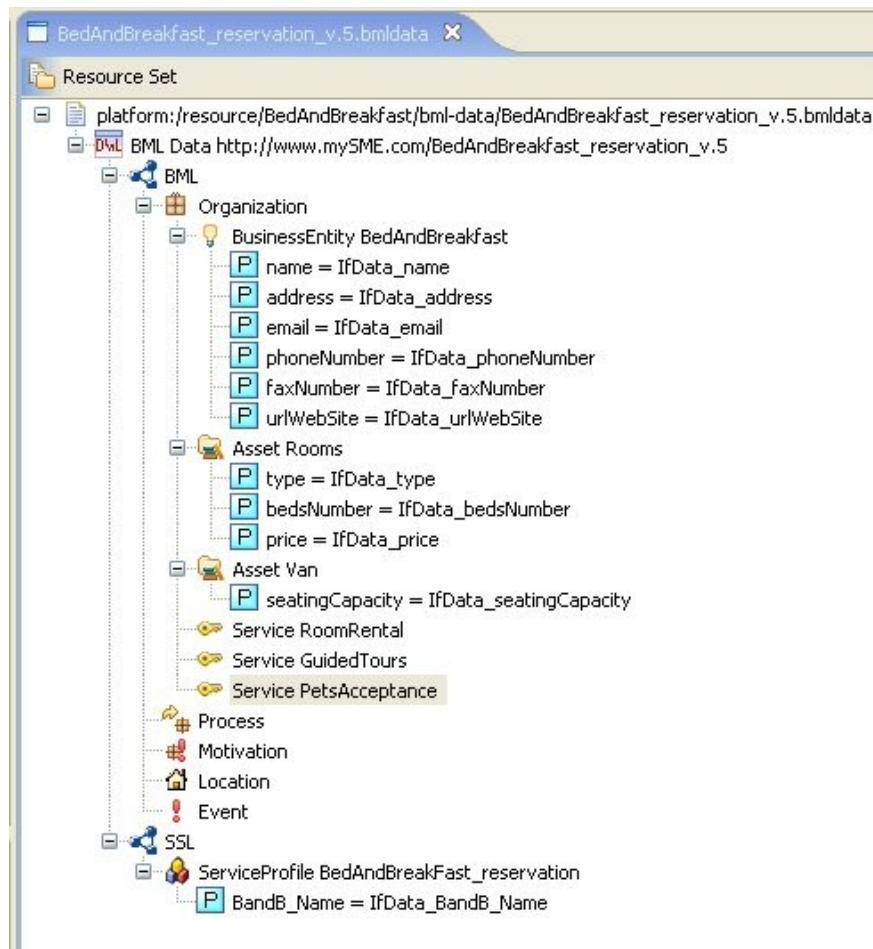 BedAndBreakfast_reservation_v.5.bmldata
Resource Set
platform:/resource/BedAndBreakfast/bml-data/BedAndBreakfast_reservation_v.5.bmldata
BML Data http://www.mySME.com/BedAndBreakfast_reservation_v.5
BML
Organization
BusinessEntity BedAndBreakfast
P name = IfData_name
P address = IfData_address
P email = IfData_email
P phoneNumber = IfData_phoneNumber
P faxNumber = IfData_faxNumber
P urlWebSite = IfData_urlWebSite
Asset Rooms
P type = IfData_type
P bedsNumber = IfData_bedsNumber
P price = IfData_price
Asset Van
P seatingCapacity = IfData_seatingCapacity
Service RoomRental
Service GuidedTours
Service PetsAcceptance
Process
Motivation
Location
Event
SSL
ServiceProfile BedAndBreakFast_reservation
P BandB_Name = IfData_BandB_Name